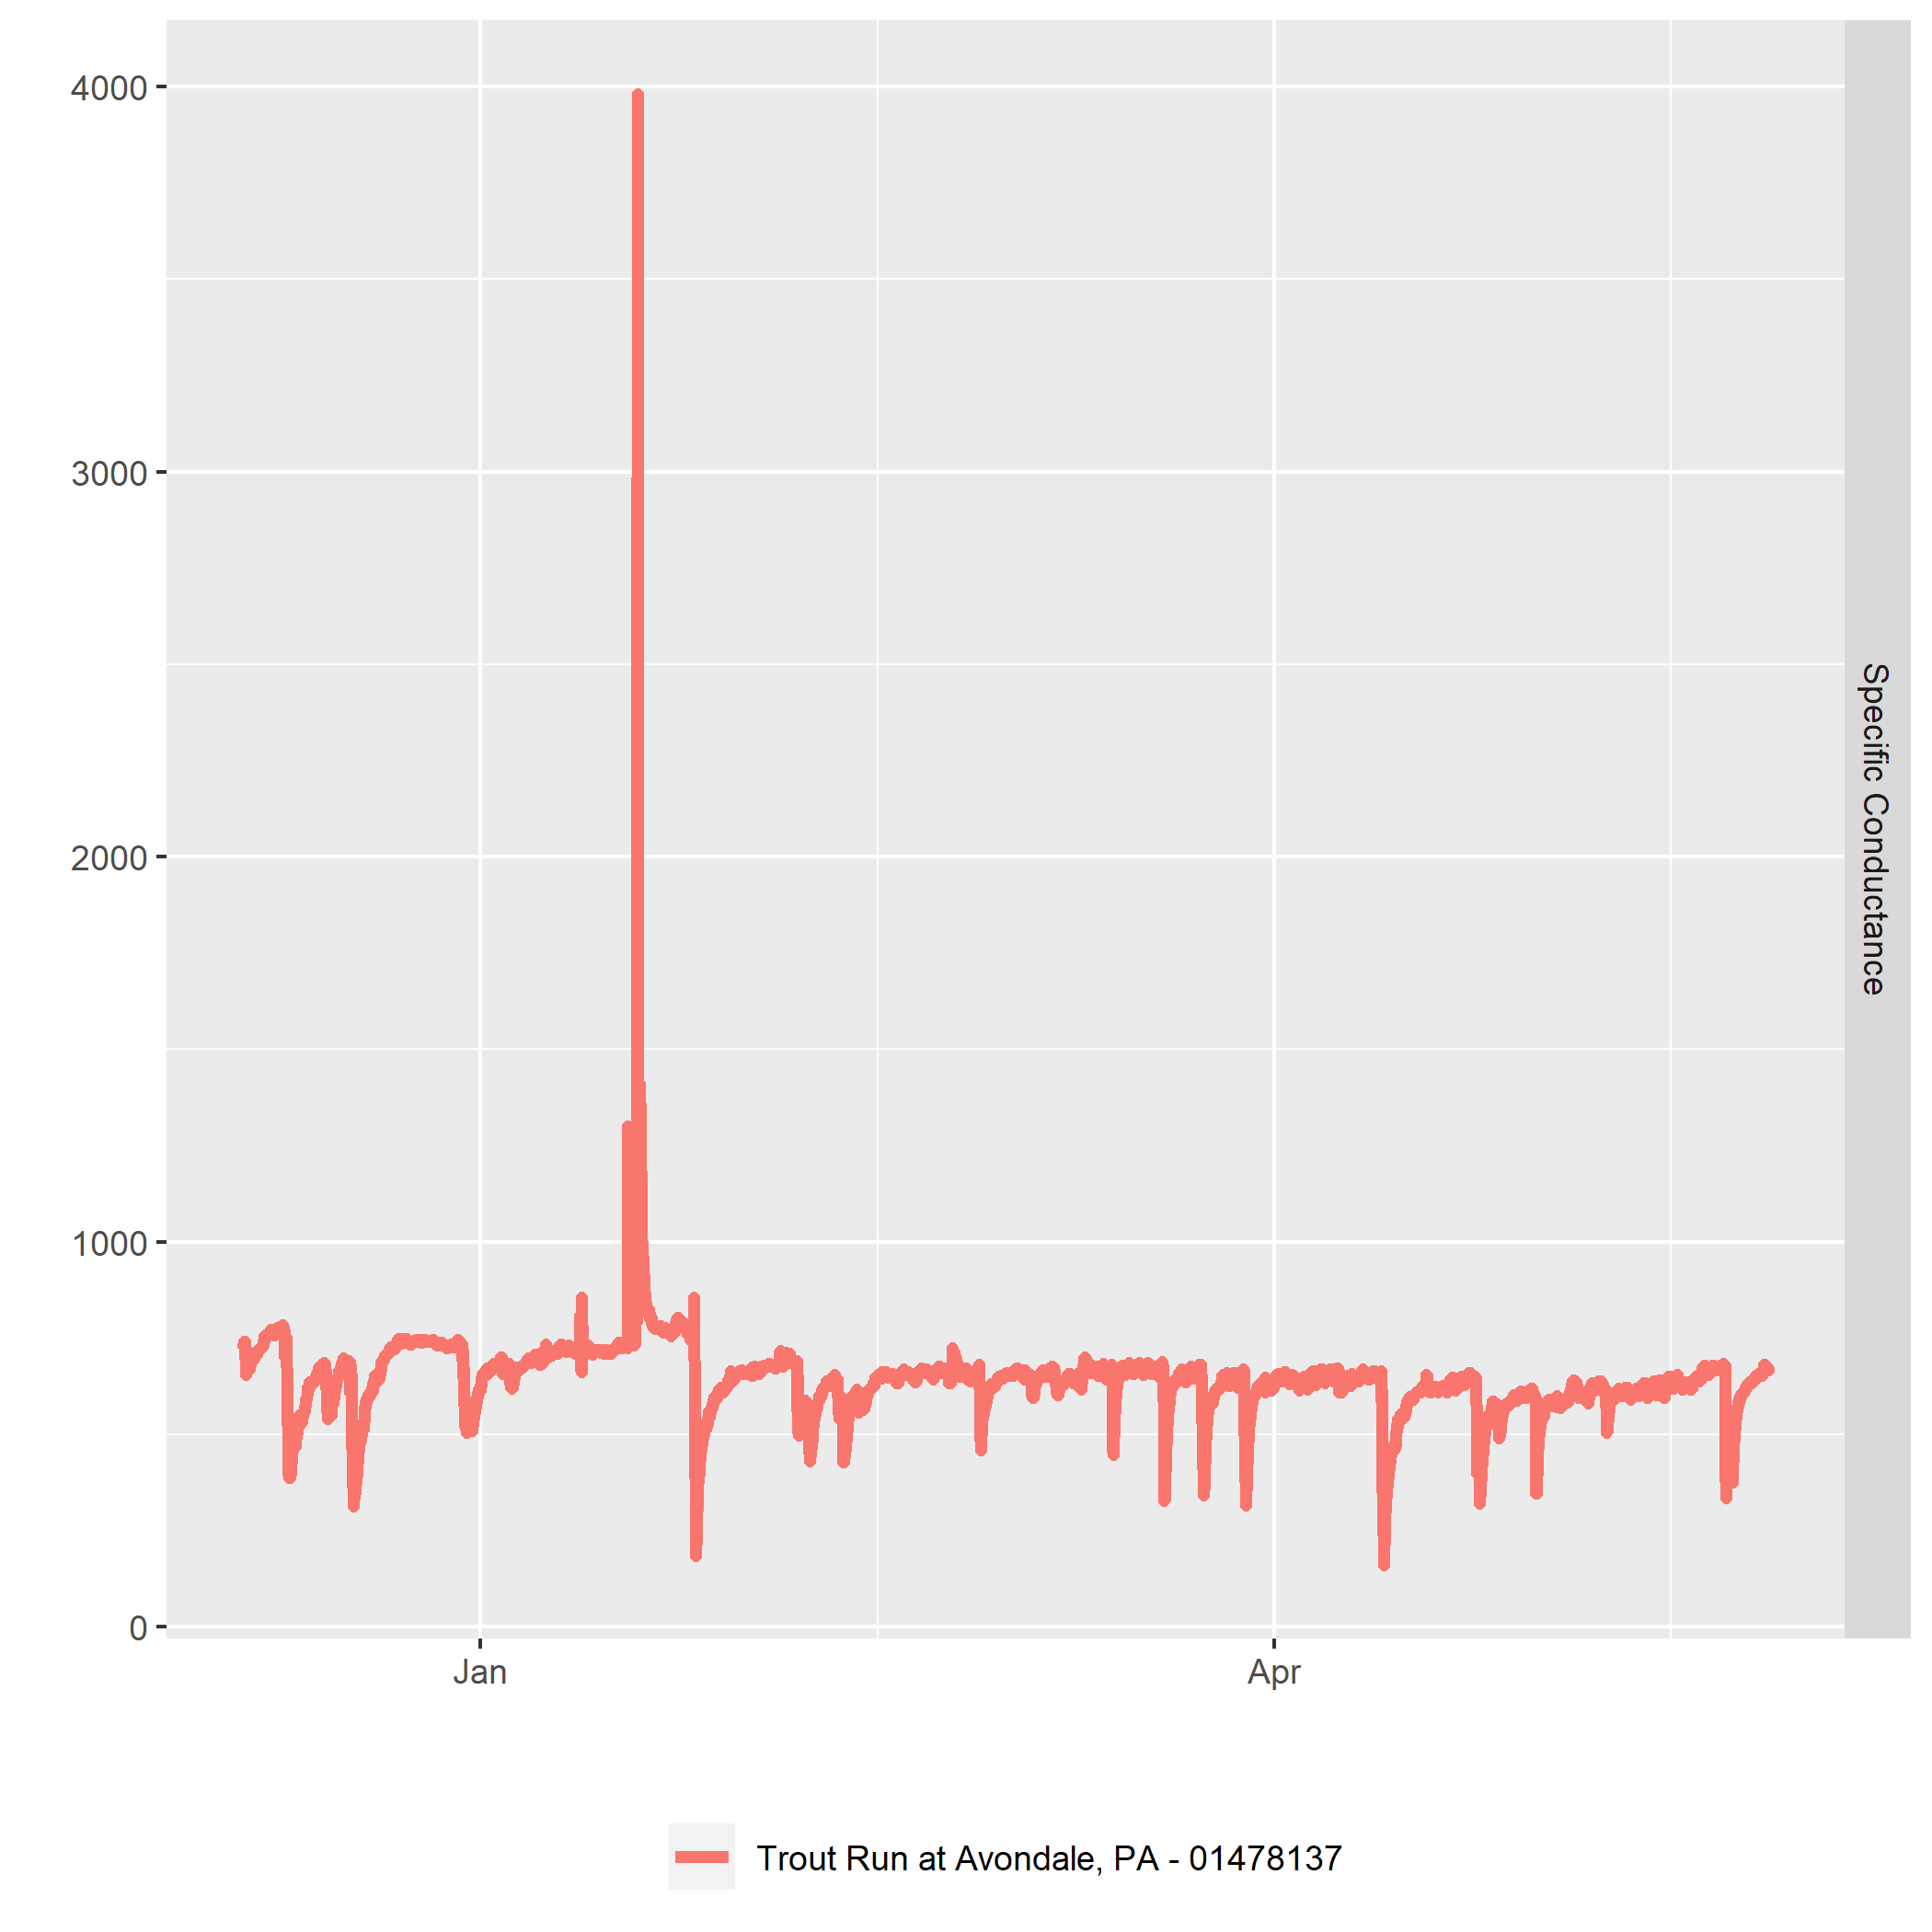 4000
3000
2000
1000
0
Specific Conductance
Jan
Apr
Trout Run at Avondale, PA - 01478137